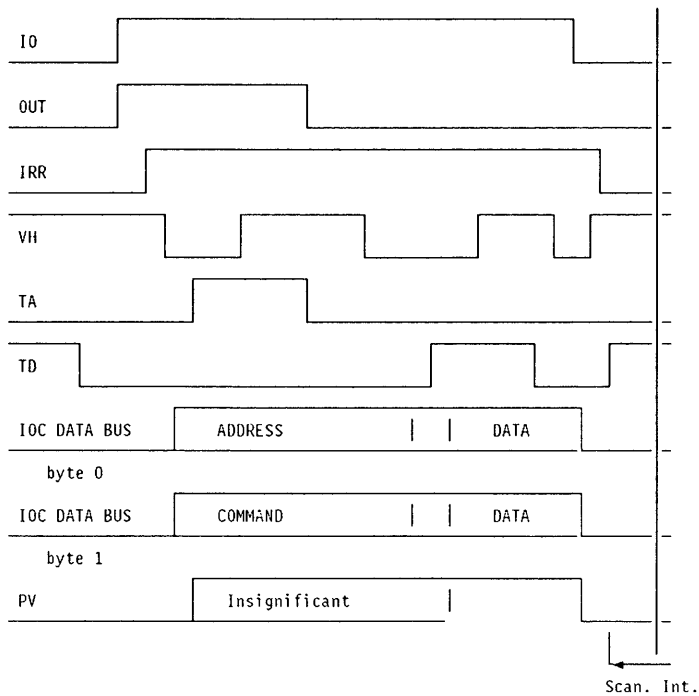 IO
OUT
IRR
VH
TA
TD
IOC DATA BUS ADDRESS DATA
byte 0
IOC DATA BUS COMMAND DATA
byte 1
PV Insignificant
Scan. Int.